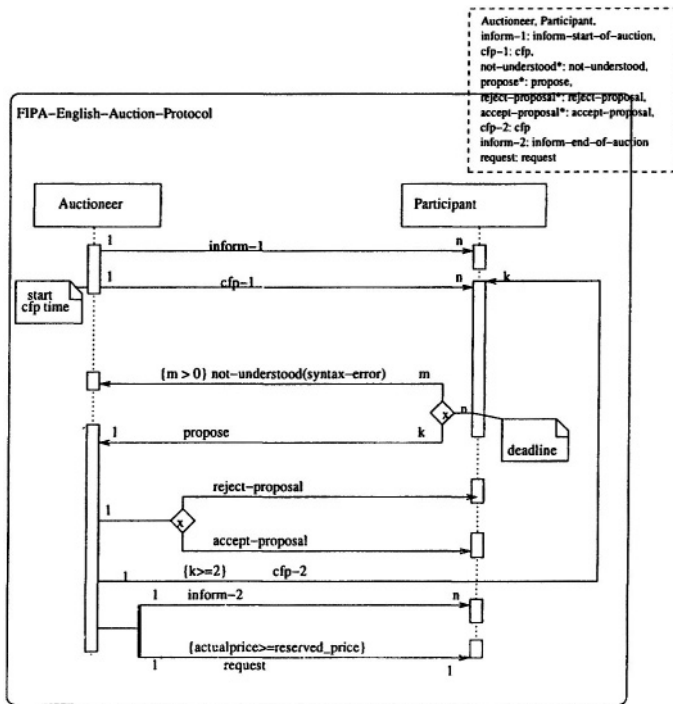 Auctioneer, Participant,
inform-1: inform-start-of-auction,
cfp-1: cfp,
not-understood*: not-understood,
propose*: propose,
reject-proposal*: reject-proposal,
accept-proposal*: accept-proposal,
cfp-2: cfp
inform-2: inform-end-of-auction
request: request
FIPA-English-Auction-Protocol
Auctioneer
Participant
1 inform-1 n
1 cfp-1 n k
start
cfp time
{m > 0} not-understood(syntax-error) m
x n
1 propose k
deadline
reject-proposal
1 x
accept-proposal
1 {k>=2} cfp-2
1 inform-2 n
{actualprice>=reserved_price}
1 request 1